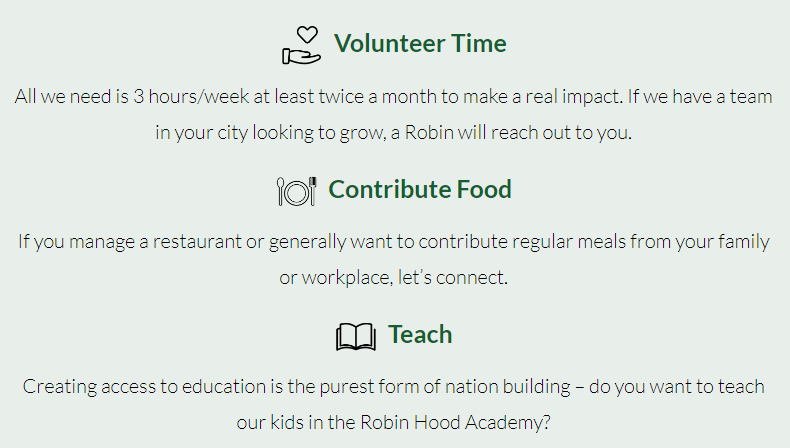 Volunteer Time
All we need is 3 hours/week at least twice a month to make a real impact. If we have a team
in your city looking to grow, a Robin will reach out to you.
Contribute Food
If you manage a restaurant or generally want to contribute regular meals from your family
or workplace, let’s connect.
Teach
Creating access to education is the purest form of nation building – do you want to teach
our kids in the Robin Hood Academy?